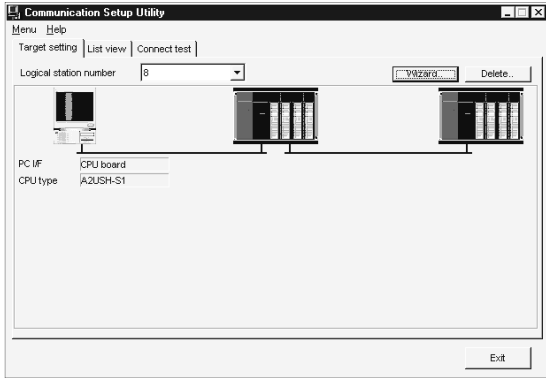 Communication Setup Utility
Menu Help
Target setting List view Connect test
Logical station number 8 Wizard.. Delete..
PC I/F CPU board
CPU type A2USH-S1
Exit